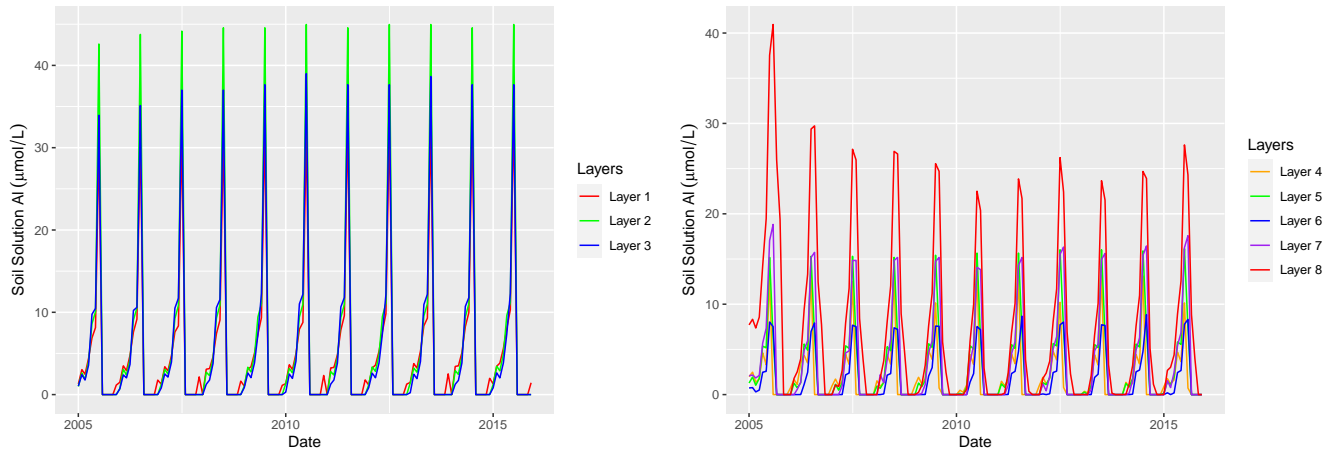 Soil Solution Al (μmol/L)
40
30
20
10
0
2005
2010
2015
Date
Layers
Layer 1
Layer 2
Layer 3
Soil Solution Al (μmol/L)
40
30
20
10
0
2005
2010
2015
Date
Layers
Layer 4
Layer 5
Layer 6
Layer 7
Layer 8